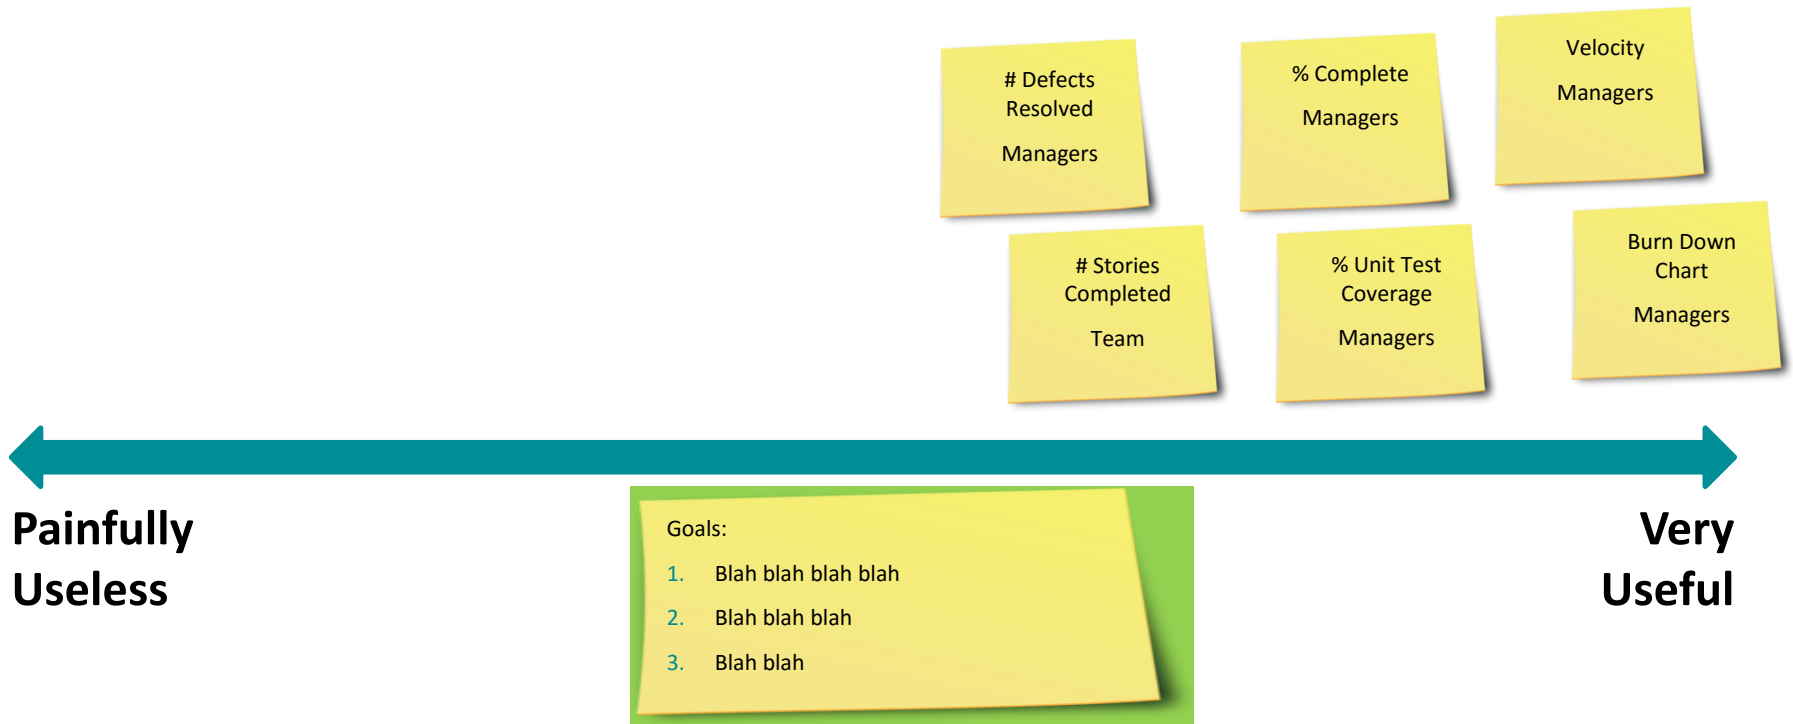 # Defects
Resolved
Managers
% Complete
Managers
Velocity
Managers
# Stories
Completed
Team
% Unit Test
Coverage
Managers
Burn Down
Chart
Managers
Painfully
Useless
Goals:
1. Blah blah blah blah
2. Blah blah blah
3. Blah blah
Very
Useful